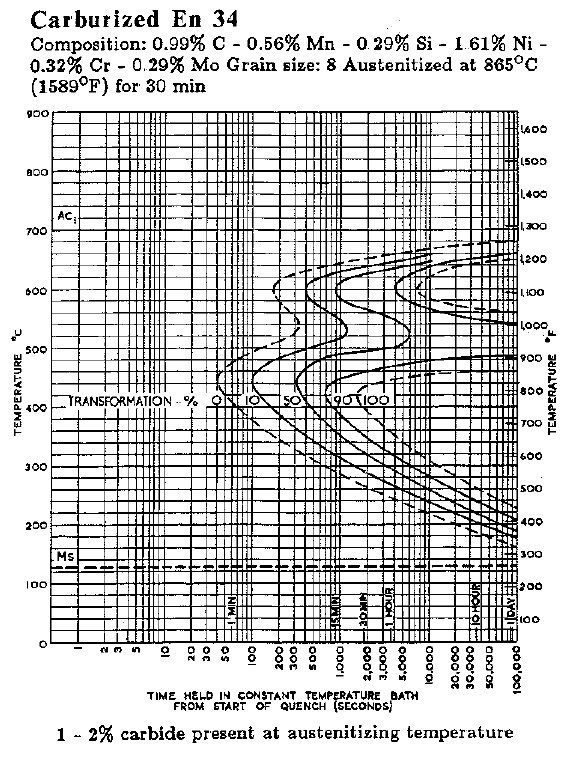 Carburized En 34
Composition: 0.99% C - 0.56% Mn - 0.29% Si - 1.61% Ni -
0.32% Cr - 0.29% Mo Grain size: 8 Austenitized at 865°C
(1589°F) for 30 min
900
800
700
600
500
400
300
200
100
0
TEMPERATURE °C
1,600
1,500
1,400
1,300
1,200
1,100
1,000
900
800
700
600
500
400
300
200
100
TEMPERATURE °F
Ac1
TRANSFORMATION - % 0 10 50 90 100
Ms
1 MIN
15 MIN
30 MIN
1 HOUR
10 HOUR
1 DAY
1 2 3 5 10 20 30 50 100 200 300 500 1,000 2,000 3,000 5,000 10,000 20,000 30,000 50,000 100,000
TIME HELD IN CONSTANT TEMPERATURE BATH
FROM START OF QUENCH (SECONDS)
1 - 2% carbide present at austenitizing temperature